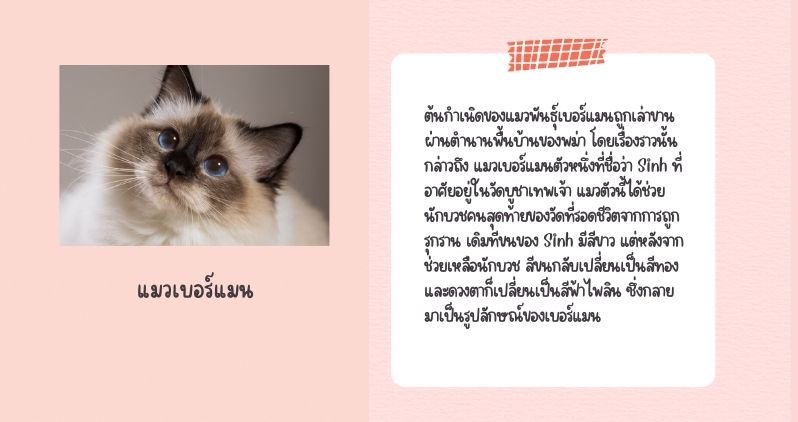 แมวเบอร์แมน
ต้นกำเนิดของแมวพันธุ์เบอร์แมนถูกเล่าขาน
ผ่านตำนานพื้นบ้านของพม่า โดยเรื่องราวนั้น
กล่าวถึง แมวเบอร์แมนตัวหนึ่งที่ชื่อว่า Sinh ที่
อาศัยอยู่ในวัดบูชาเทพเจ้า แมวตัวนี้ได้ช่วย
นักบวชคนสุดท้ายของวัดที่รอดชีวิตจากการถูก
รุกราน เดิมทีขนของ Sinh มีสีขาว แต่หลังจาก
ช่วยเหลือนักบวช สีขนกลับเปลี่ยนเป็นสีทอง
และดวงตาก็เปลี่ยนเป็นสีฟ้าไพลิน ซึ่งกลาย
มาเป็นรูปลักษณ์ของเบอร์แมน